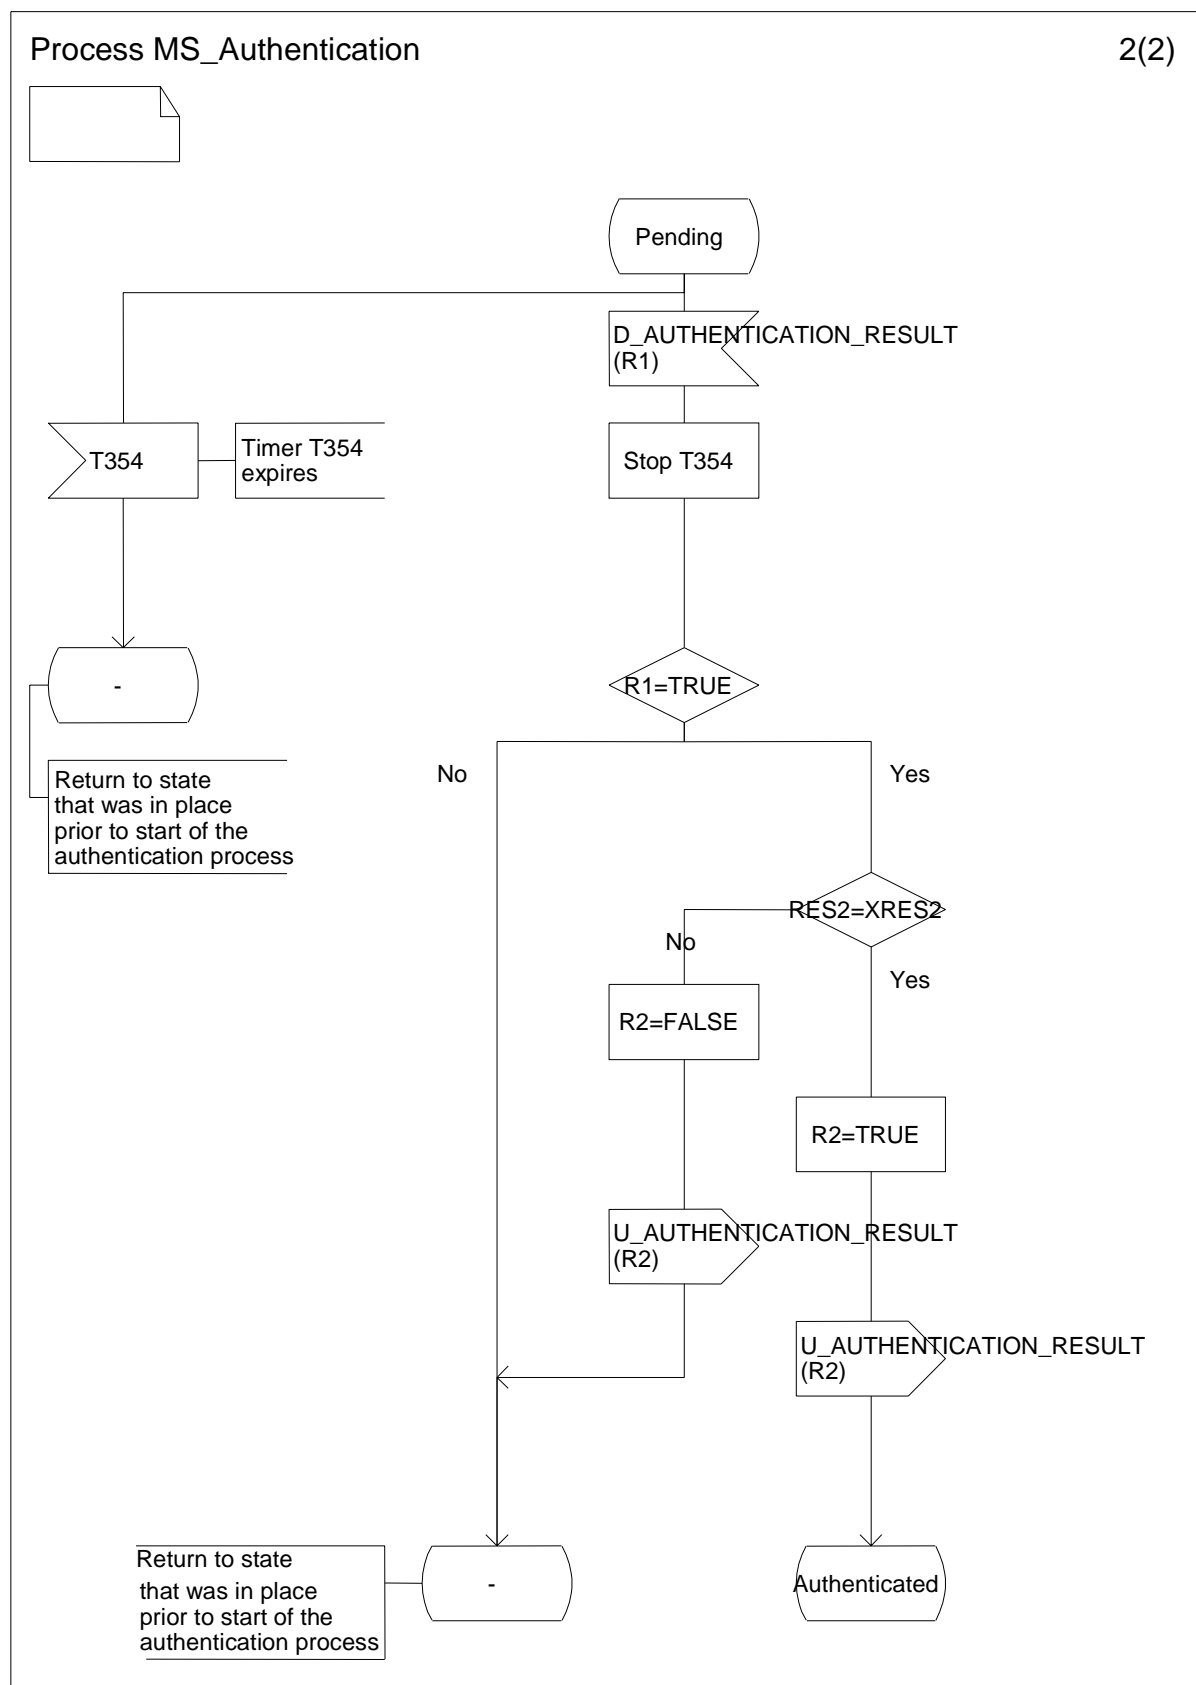 Process MS_Authentication
2(2)
Pending
D_AUTHENTICATION_RESULT
(R1)
T354
Timer T354
expires
Stop T354
-
R1=TRUE
No
Yes
Return to state
that was in place
prior to start of the
authentication process
RES2=XRES2
No
Yes
R2=FALSE
R2=TRUE
U_AUTHENTICATION_RESULT
(R2)
U_AUTHENTICATION_RESULT
(R2)
Return to state
that was in place
prior to start of the
authentication process
-
Authenticated